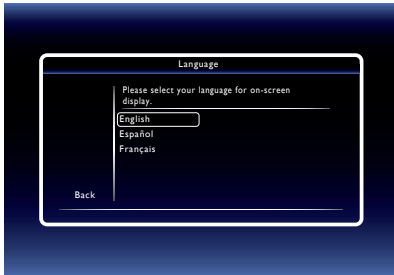 Language
Please select your language for on-screen
display.
English
Español
Français
Back